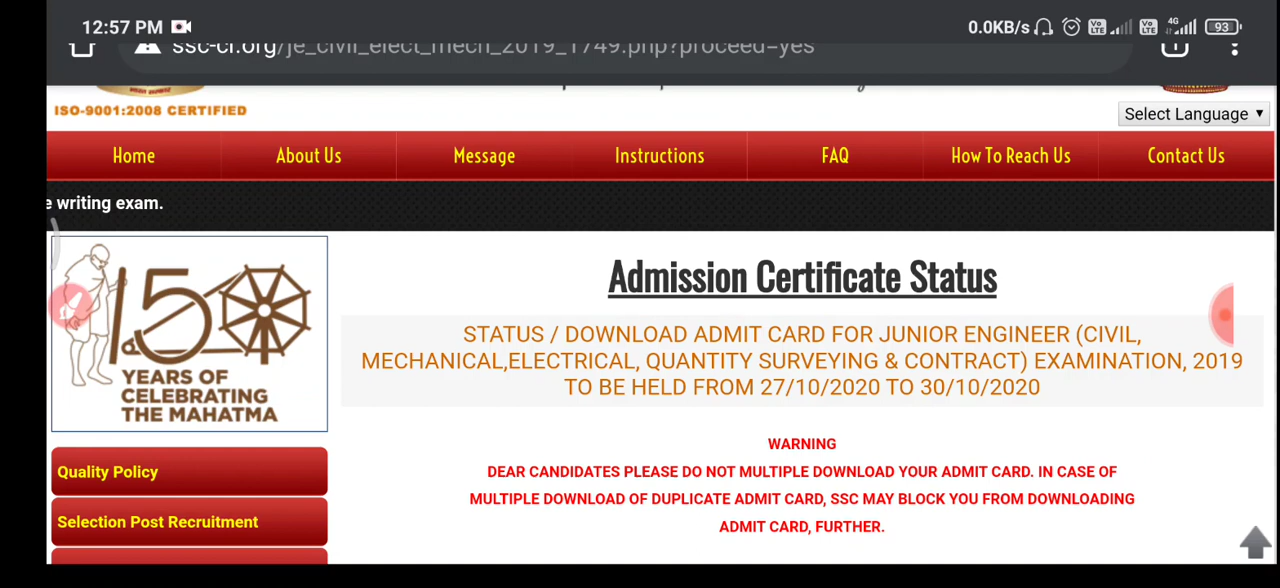 12:57 PM
0.0KB/s
4G
93
ssc-cr.org/je_civil_elect_mech_2019_1749.php?proceed=yes
ISO-9001:2008 CERTIFIED
Select Language
Home
About Us
Message
Instructions
FAQ
How To Reach Us
Contact Us
e writing exam.
150
YEARS OF
CELEBRATING
THE MAHATMA
Admission Certificate Status
STATUS / DOWNLOAD ADMIT CARD FOR JUNIOR ENGINEER (CIVIL,
MECHANICAL,ELECTRICAL, QUANTITY SURVEYING & CONTRACT) EXAMINATION, 2019
TO BE HELD FROM 27/10/2020 TO 30/10/2020
WARNING
DEAR CANDIDATES PLEASE DO NOT MULTIPLE DOWNLOAD YOUR ADMIT CARD. IN CASE OF
MULTIPLE DOWNLOAD OF DUPLICATE ADMIT CARD, SSC MAY BLOCK YOU FROM DOWNLOADING
ADMIT CARD, FURTHER.
Quality Policy
Selection Post Recruitment